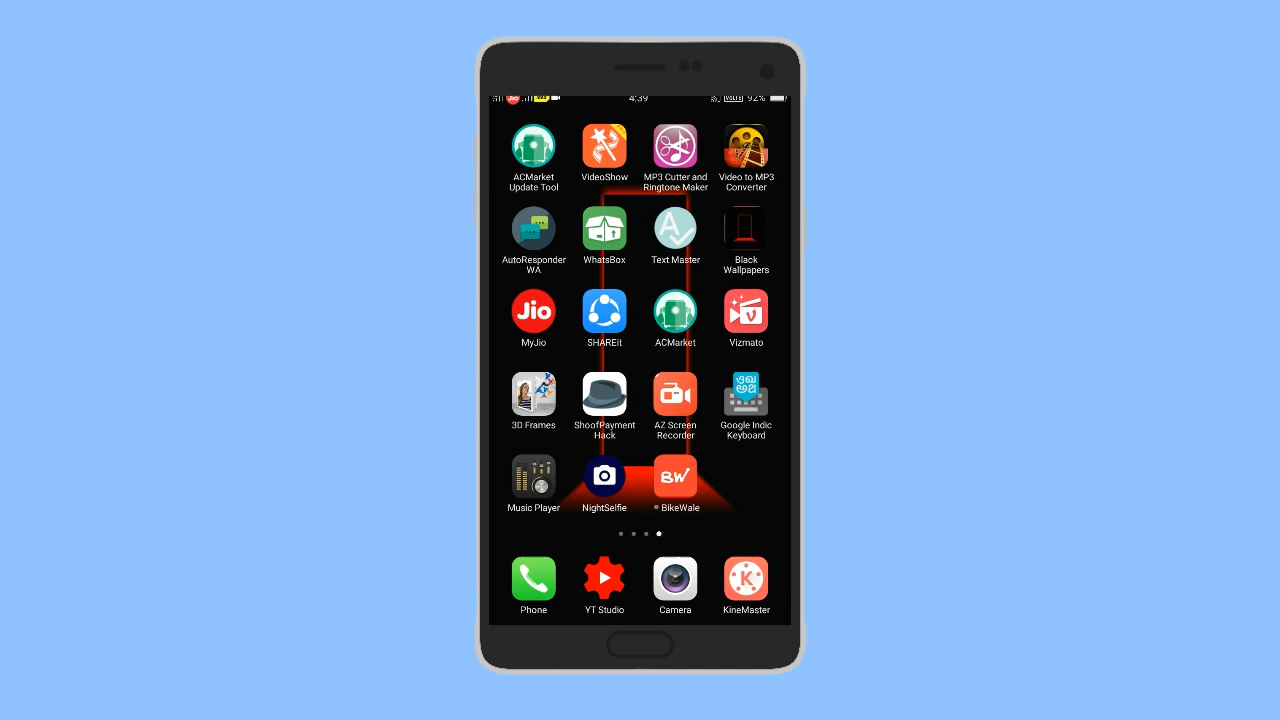 Jio 4:39 VoLTE 92%
ACMarket
Update Tool
VideoShow
MP3 Cutter and
Ringtone Maker
Video to MP3
Converter
AutoResponder
WA
WhatsBox
A
Text Master
Black
Wallpapers
Jio
MyJio
SHAREit
ACMarket
V
Vizmato
3D Frames
ShoofPayment
Hack
AZ Screen
Recorder
Google Indic
Keyboard
Music Player
NightSelfie
BW
BikeWale
Phone
YT Studio
Camera
K
KineMaster